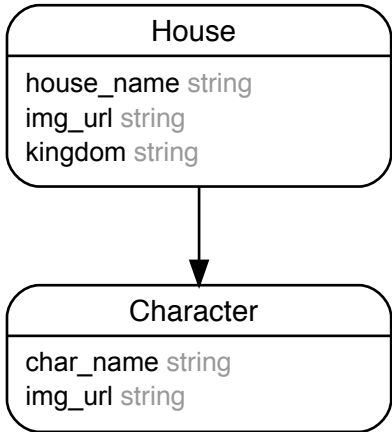 House
house_name string
img_url string
kingdom string
Character
char_name string
img_url string